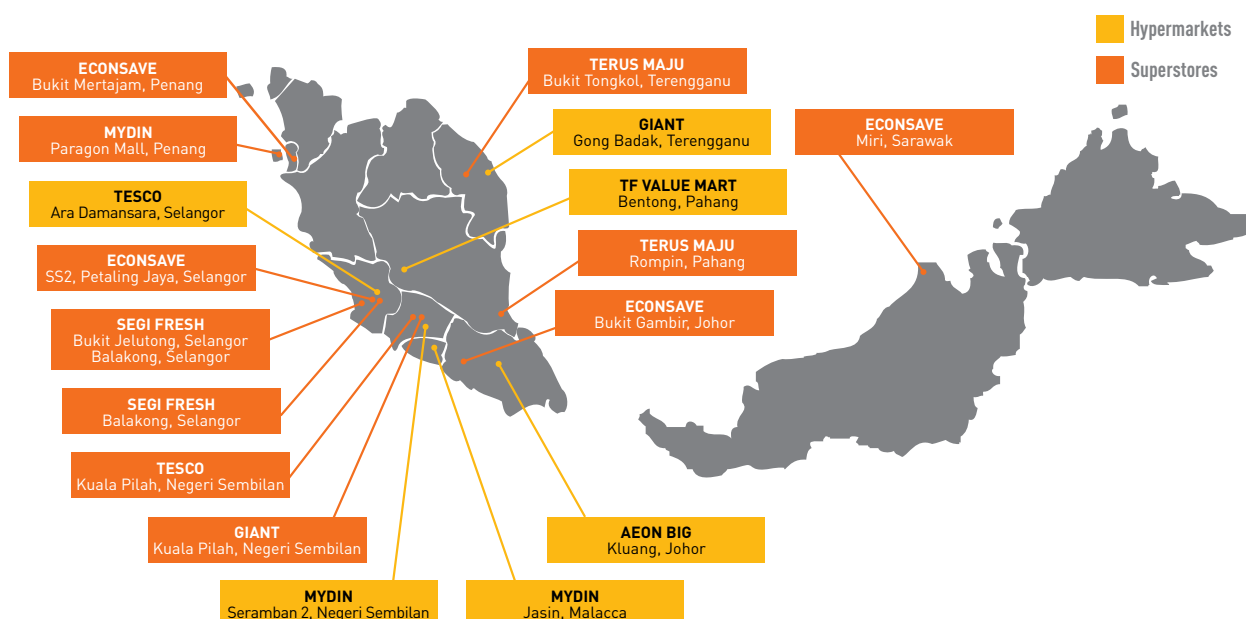 Hypermarkets
Superstores
ECONSAVE
Bukit Mertajam, Penang
MYDIN
Paragon Mall, Penang
TESCO
Ara Damansara, Selangor
ECONSAVE
SS2, Petaling Jaya, Selangor
SEGI FRESH
Bukit Jelutong, Selangor
Balakong, Selangor
SEGI FRESH
Balakong, Selangor
TESCO
Kuala Pilah, Negeri Sembilan
GIANT
Kuala Pilah, Negeri Sembilan
MYDIN
Seramban 2, Negeri Sembilan
TERUS MAJU
Bukit Tongkol, Terengganu
GIANT
Gong Badak, Terengganu
TF VALUE MART
Bentong, Pahang
TERUS MAJU
Rompin, Pahang
ECONSAVE
Bukit Gambir, Johor
AEON BIG
Kluang, Johor
MYDIN
Jasin, Malacca
ECONSAVE
Miri, Sarawak